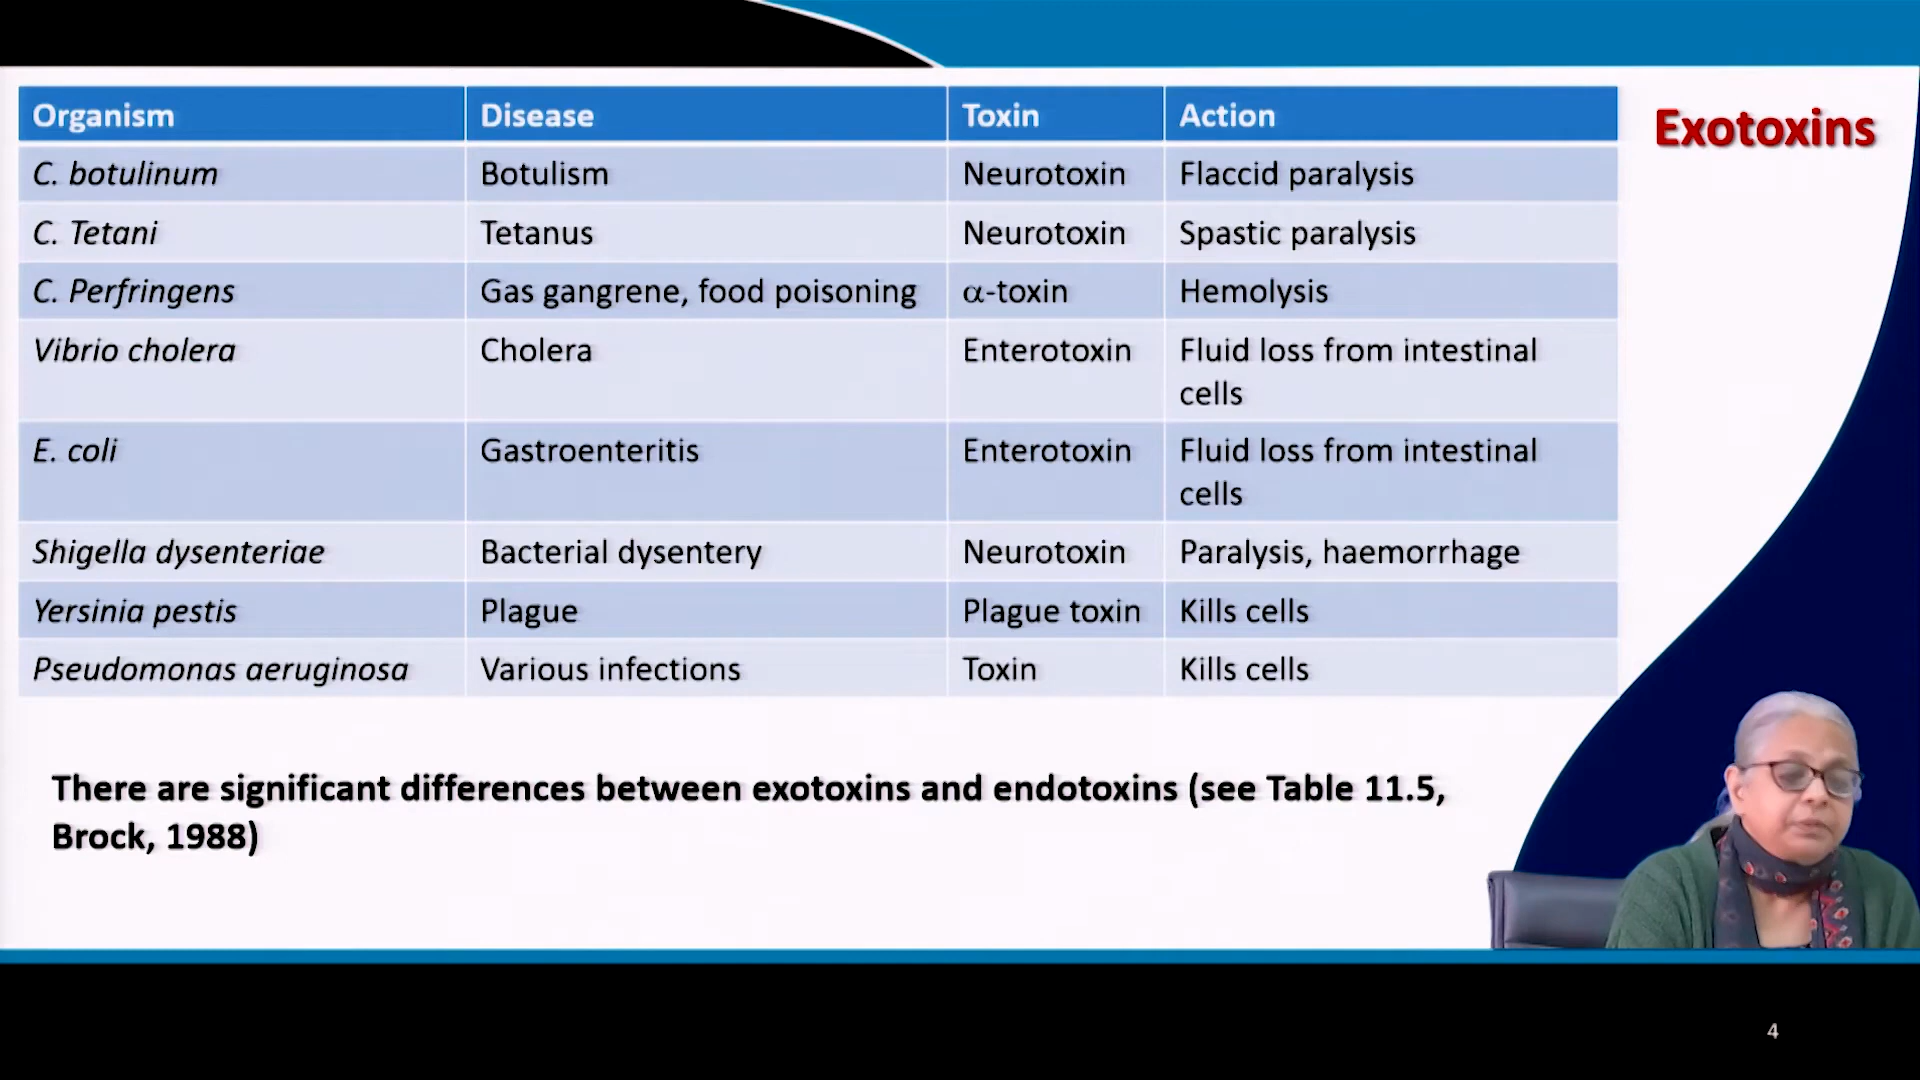 Exotoxins
Organism Disease Toxin Action
C. botulinum Botulism Neurotoxin Flaccid paralysis
C. Tetani Tetanus Neurotoxin Spastic paralysis
C. Perfringens Gas gangrene, food poisoning α-toxin Hemolysis
Vibrio cholera Cholera Enterotoxin Fluid loss from intestinal
cells
E. coli Gastroenteritis Enterotoxin Fluid loss from intestinal
cells
Shigella dysenteriae Bacterial dysentery Neurotoxin Paralysis, haemorrhage
Yersinia pestis Plague Plague toxin Kills cells
Pseudomonas aeruginosa Various infections Toxin Kills cells
There are significant differences between exotoxins and endotoxins (see Table 11.5,
Brock, 1988)
4